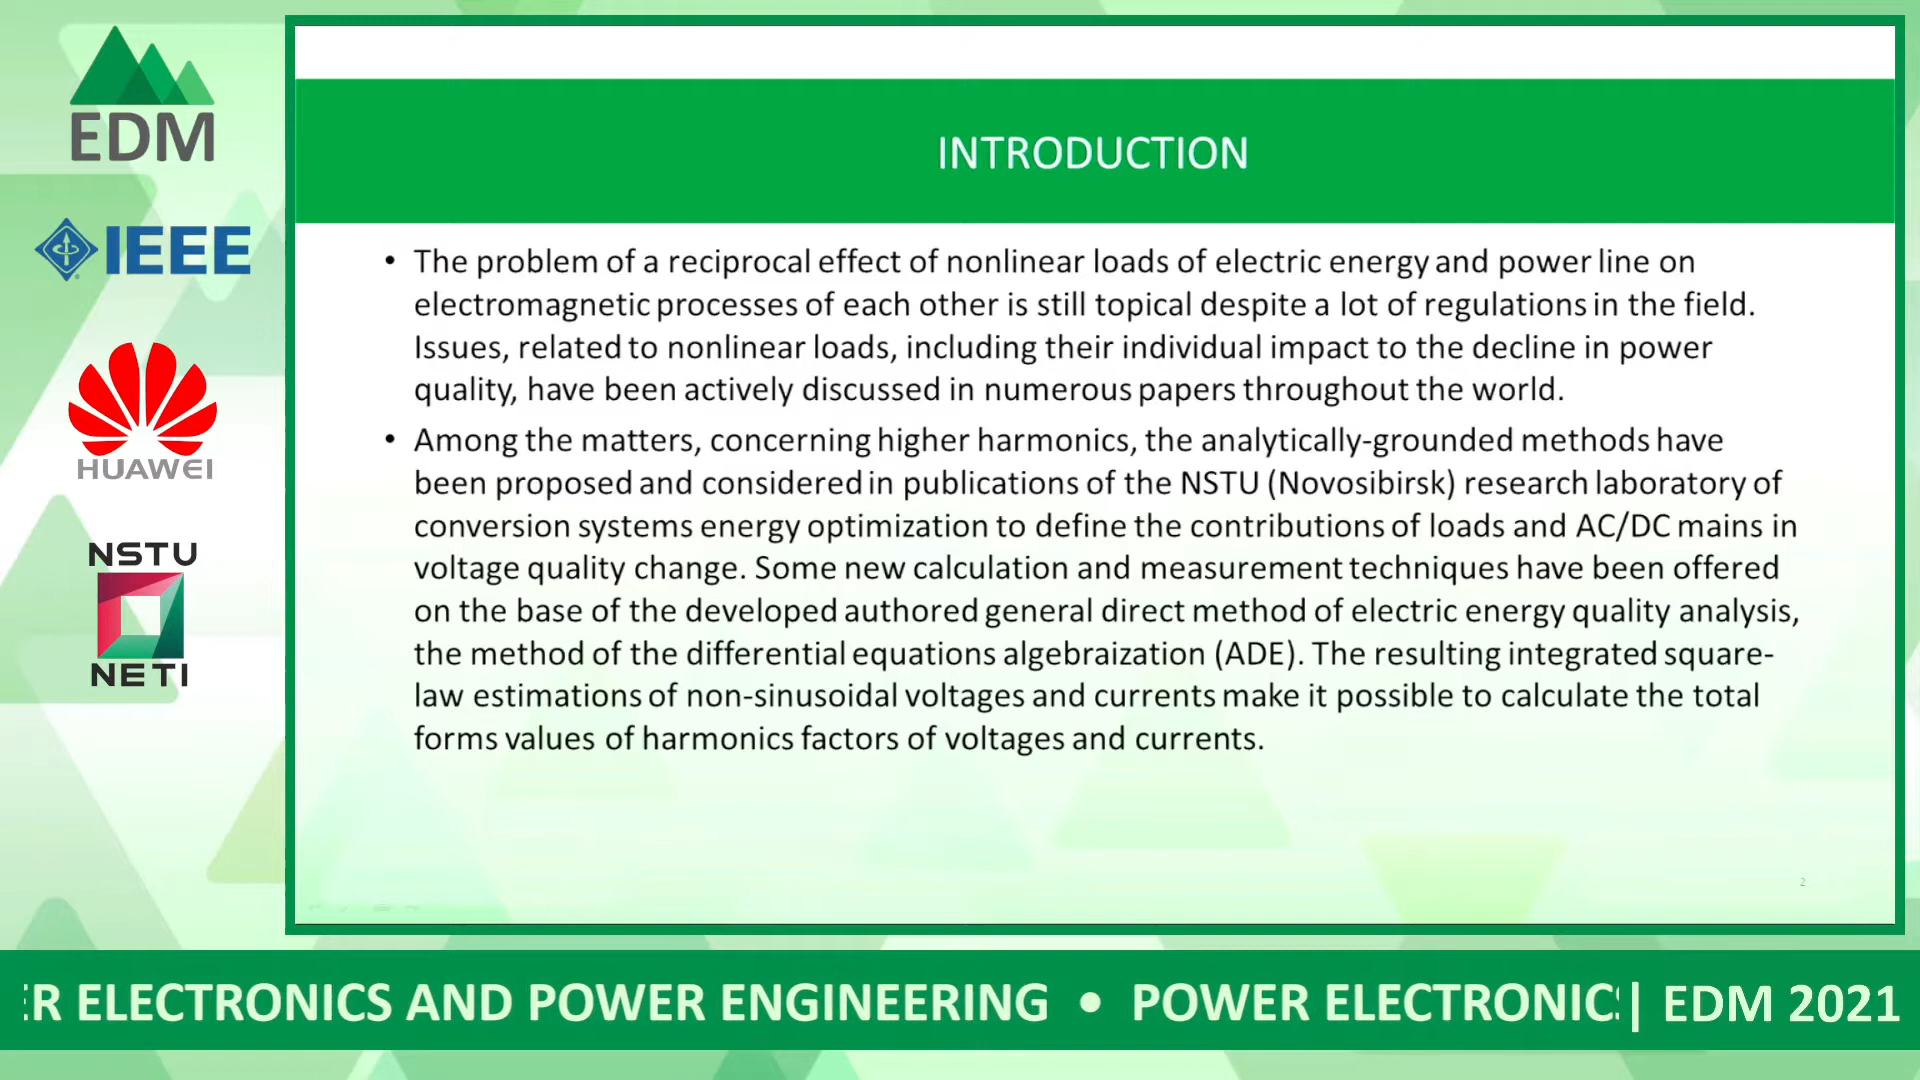 EDM
IEEE
HUAWEI
NSTU
NETI
INTRODUCTION
• The problem of a reciprocal effect of nonlinear loads of electric energy and power line on
electromagnetic processes of each other is still topical despite a lot of regulations in the field.
Issues, related to nonlinear loads, including their individual impact to the decline in power
quality, have been actively discussed in numerous papers throughout the world.
• Among the matters, concerning higher harmonics, the analytically-grounded methods have
been proposed and considered in publications of the NSTU (Novosibirsk) research laboratory of
conversion systems energy optimization to define the contributions of loads and AC/DC mains in
voltage quality change. Some new calculation and measurement techniques have been offered
on the base of the developed authored general direct method of electric energy quality analysis,
the method of the differential equations algebraization (ADE). The resulting integrated square-
law estimations of non-sinusoidal voltages and currents make it possible to calculate the total
forms values of harmonics factors of voltages and currents.
2
ER ELECTRONICS AND POWER ENGINEERING • POWER ELECTRONICS | EDM 2021